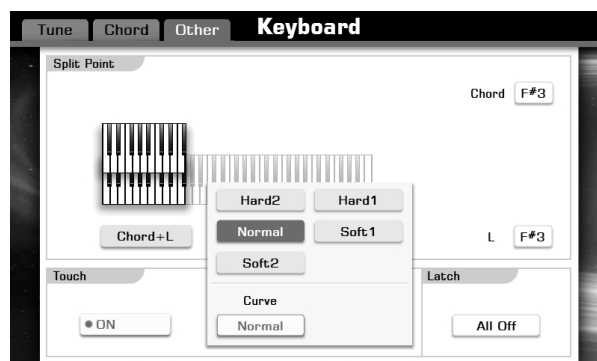 Tune Chord Other Keyboard
Split Point
Chord F#3
Hard2 Hard1
Chord+L Normal Soft1 L F#3
Soft2
Touch Latch
Curve
ON Normal All Off